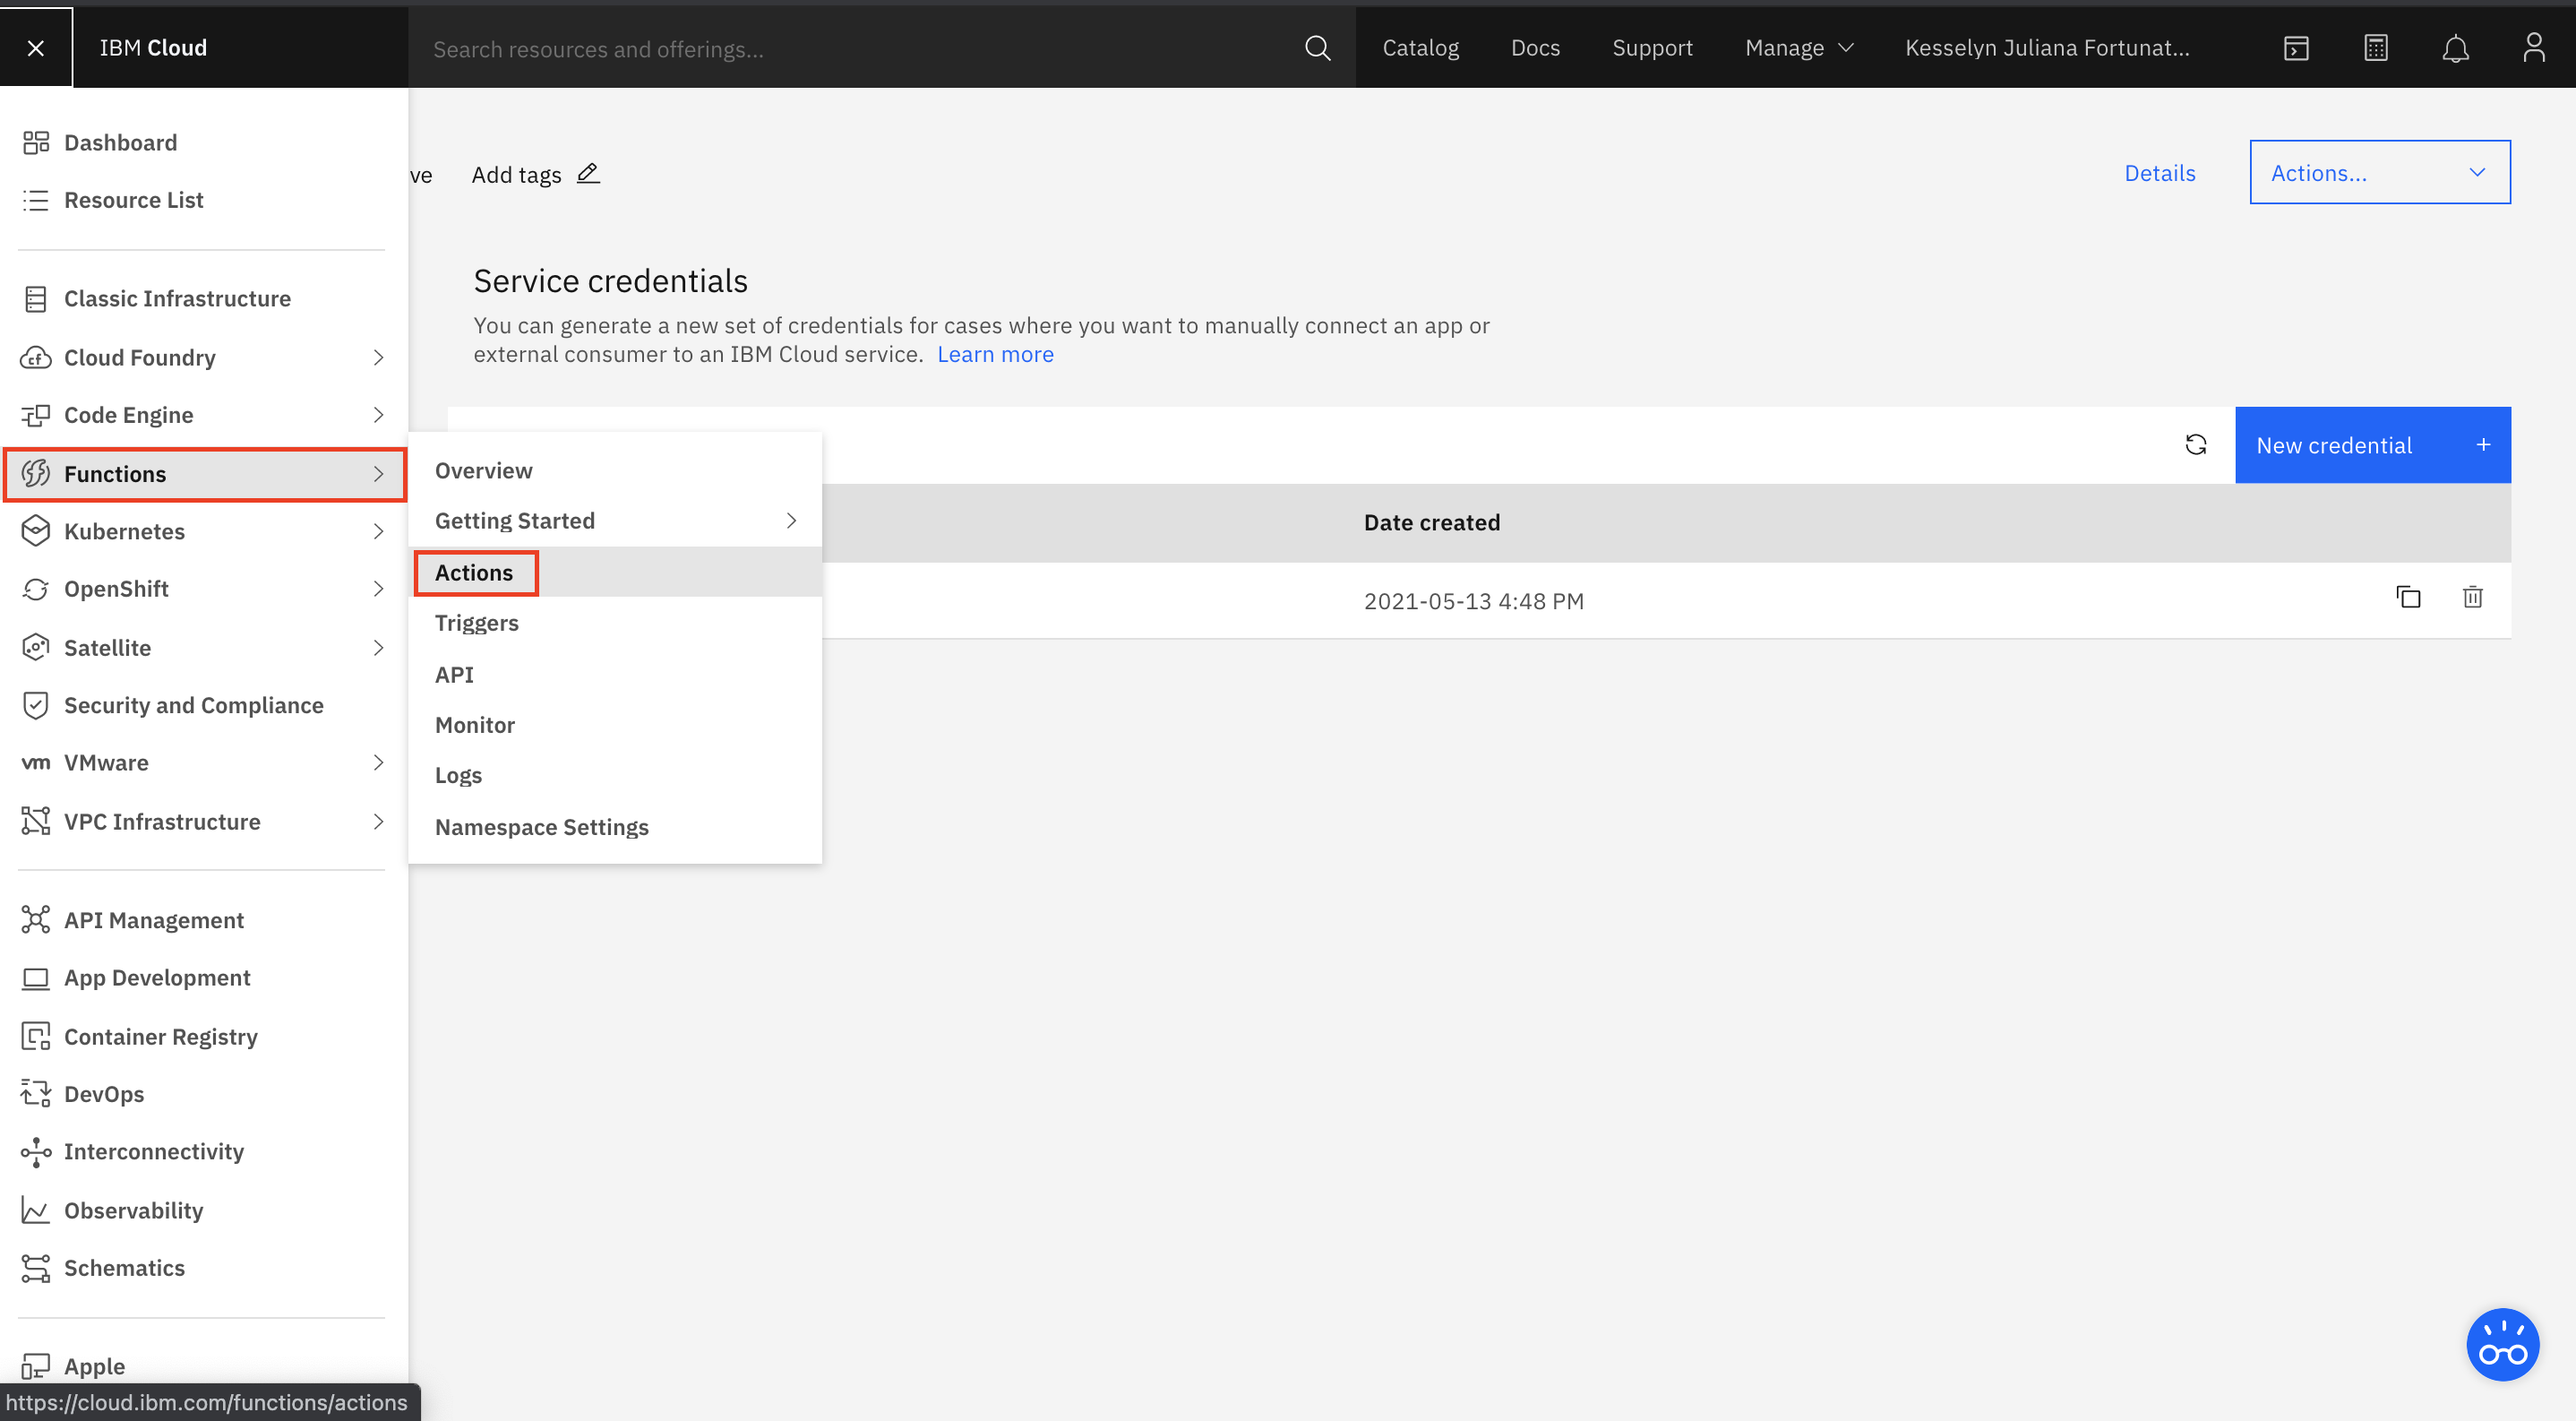 IBM Cloud
Search resources and offerings...
Catalog
Docs
Support
Manage
Kesselyn Juliana Fortunat...
Dashboard
Resource List
Classic Infrastructure
Cloud Foundry
Code Engine
Functions
Kubernetes
OpenShift
Satellite
Security and Compliance
vm VMware
VPC Infrastructure
API Management
App Development
Container Registry
DevOps
Interconnectivity
Observability
Schematics
Apple
https://cloud.ibm.com/functions/actions
Overview
Getting Started
Actions
Triggers
API
Monitor
Logs
Namespace Settings
ve
Add tags
Details
Actions...
Service credentials
You can generate a new set of credentials for cases where you want to manually connect an app or
external consumer to an IBM Cloud service. Learn more
New credential +
Date created
2021-05-13 4:48 PM